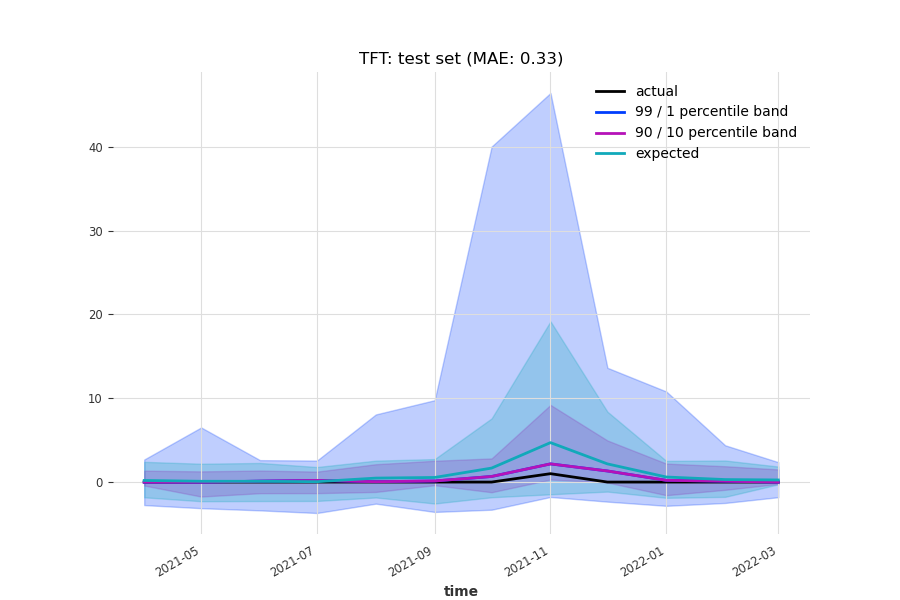 TFT: test set (MAE: 0.33)
actual
99 / 1 percentile band
90 / 10 percentile band
expected
40
30
20
10
0
2021-05
2021-07
2021-09
2021-11
2022-01
2022-03
time